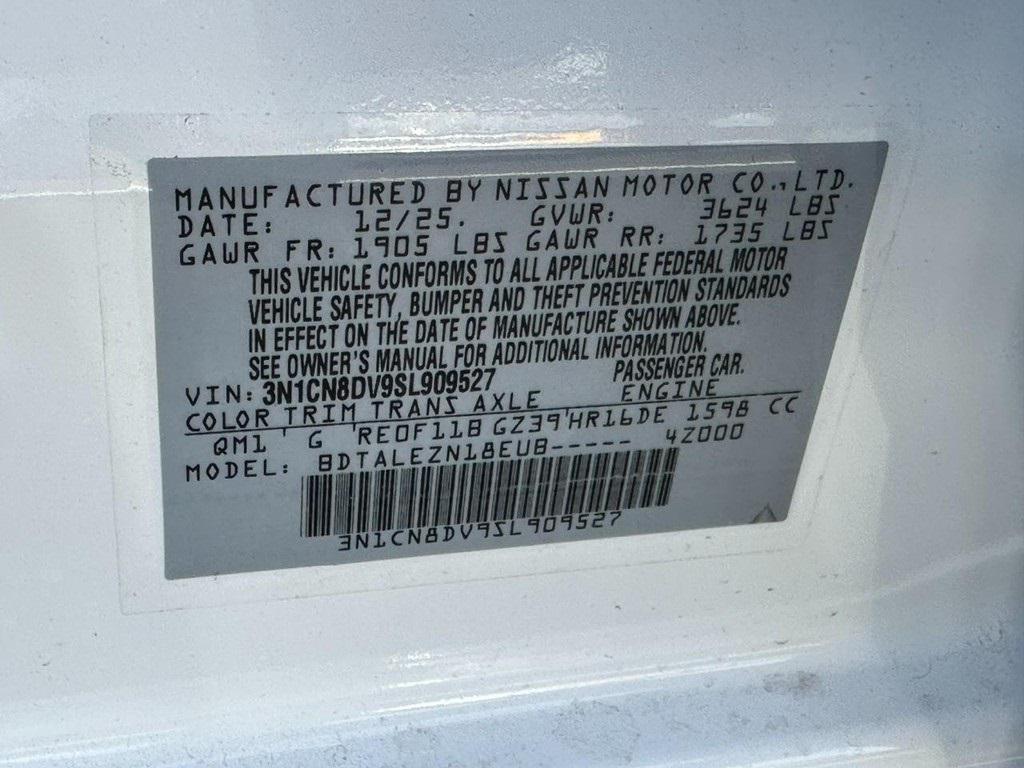 MANUFACTURED BY NISSAN MOTOR CO., LTD.
DATE: 12/25. GVWR: 3624 LBS
GAWR FR: 1905 LBS GAWR RR: 1735 LBS
THIS VEHICLE CONFORMS TO ALL APPLICABLE FEDERAL MOTOR
VEHICLE SAFETY, BUMPER AND THEFT PREVENTION STANDARDS
IN EFFECT ON THE DATE OF MANUFACTURE SHOWN ABOVE.
SEE OWNER'S MANUAL FOR ADDITIONAL INFORMATION.
VIN: 3N1CN8DV9SL909527 PASSENGER CAR.
COLOR TRIM TRANS AXLE ENGINE
QM1 ' G 'RE0F11B GZ39'HR16DE 1598 CC
MODEL: BDTALEZN18EUB----- 4Z000
3N1CN8DV9SL909527